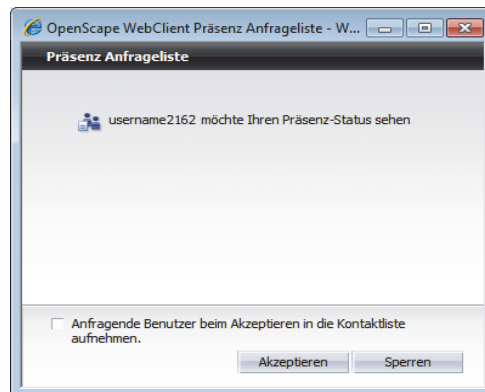 OpenScape WebClient Präsenz Anfrageliste - W...
Präsenz Anfrageliste
username2162 möchte Ihren Präsenz-Status sehen
Anfragende Benutzer beim Akzeptieren in die Kontaktliste
aufnehmen.
Akzeptieren Sperren